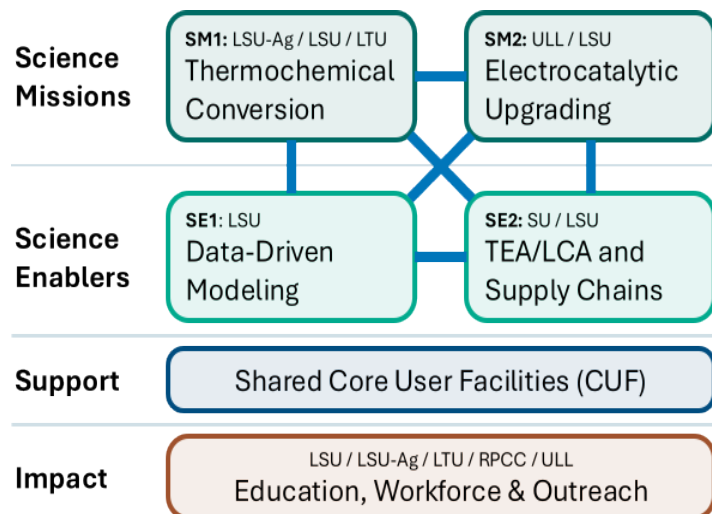 Science
Missions
SM1: LSU-Ag / LSU / LTU
Thermochemical
Conversion
SM2: ULL / LSU
Electrocatalytic
Upgrading
Science
Enablers
SE1: LSU
Data-Driven
Modeling
SE2: SU / LSU
TEA/LCA and
Supply Chains
Support
Shared Core User Facilities (CUF)
Impact
LSU / LSU-Ag / LTU / RPCC / ULL
Education, Workforce & Outreach